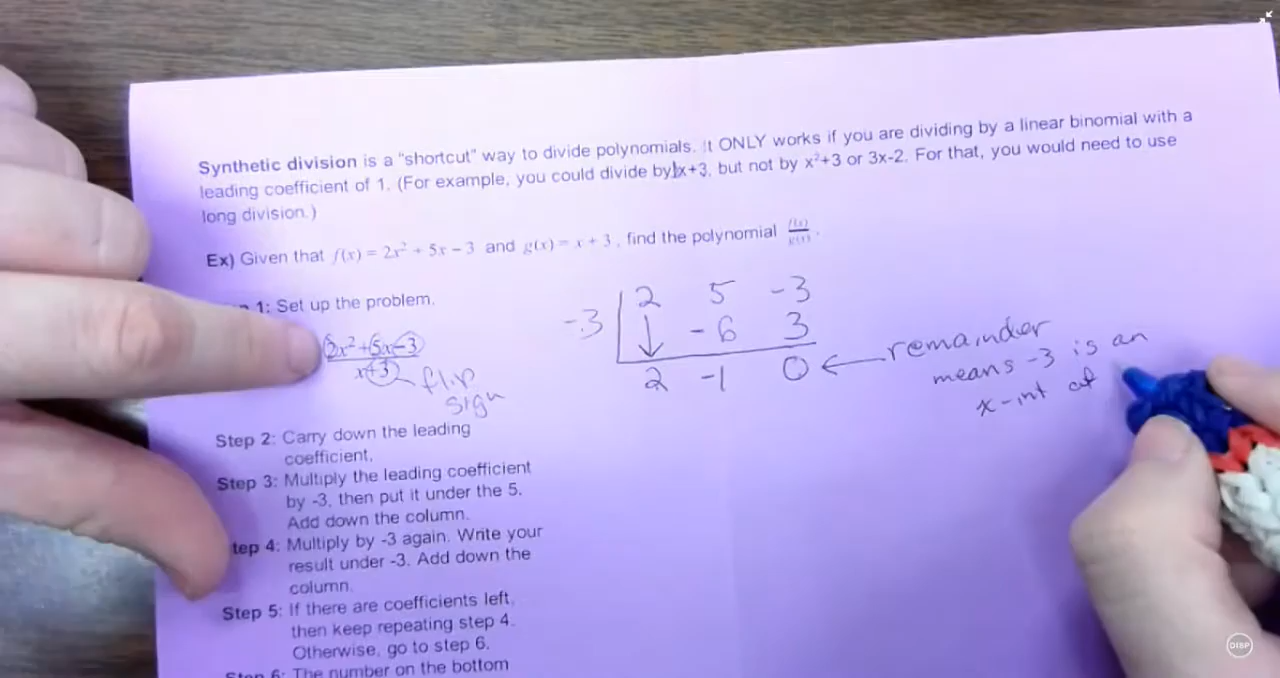 Synthetic division is a "shortcut" way to divide polynomials. It ONLY works if you are dividing by a linear binomial with a
leading coefficient of 1. (For example, you could divide by 1x+3, but not by x²+3 or 3x-2. For that, you would need to use
long division.)
Ex) Given that f(x) = 2x² + 5x − 3 and g(x) = x + 3, find the polynomial f(x)/g(x).
1: Set up the problem.
2x²+5x-3
x+3
flip
sign
-3 | 2 5 -3
↓ -6 3
2 -1 0 ← remainder
means -3 is an
x-int of
Step 2: Carry down the leading
coefficient.
Step 3: Multiply the leading coefficient
by -3, then put it under the 5.
Add down the column.
tep 4: Multiply by -3 again. Write your
result under -3. Add down the
column.
Step 5: If there are coefficients left,
then keep repeating step 4.
Otherwise, go to step 6.
Step 6: The number on the bottom
DISP